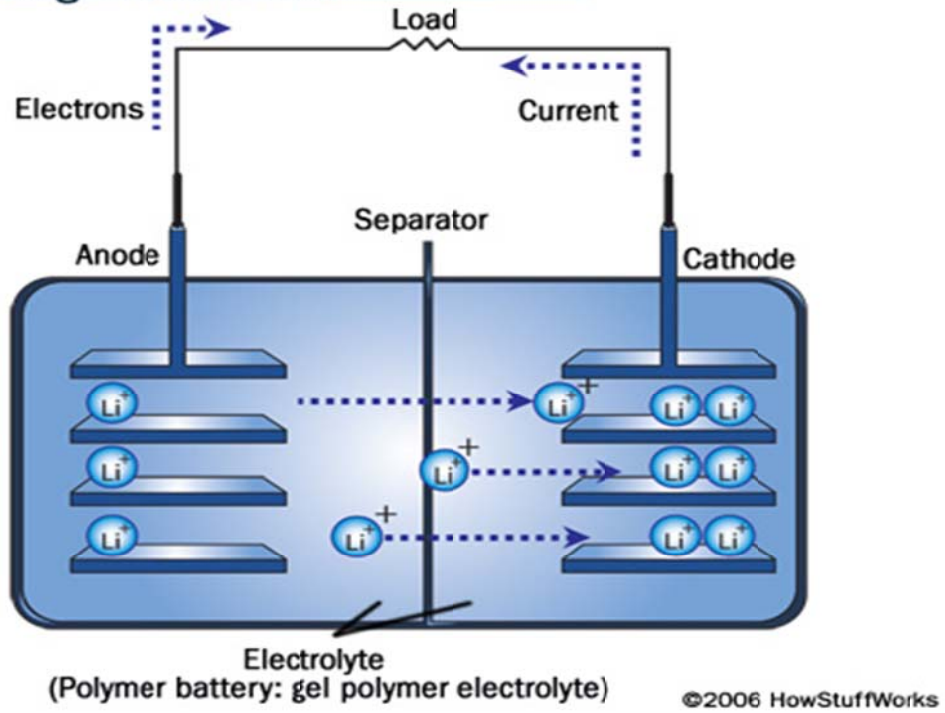 Load
Electrons
Current
Separator
Anode
Cathode
Li+
+
Li+ Li+
Li+
Li+
+
Li+ Li+
Li+
Li+
+
Li+ Li+
Electrolyte
(Polymer battery: gel polymer electrolyte)
©2006 HowStuffWorks